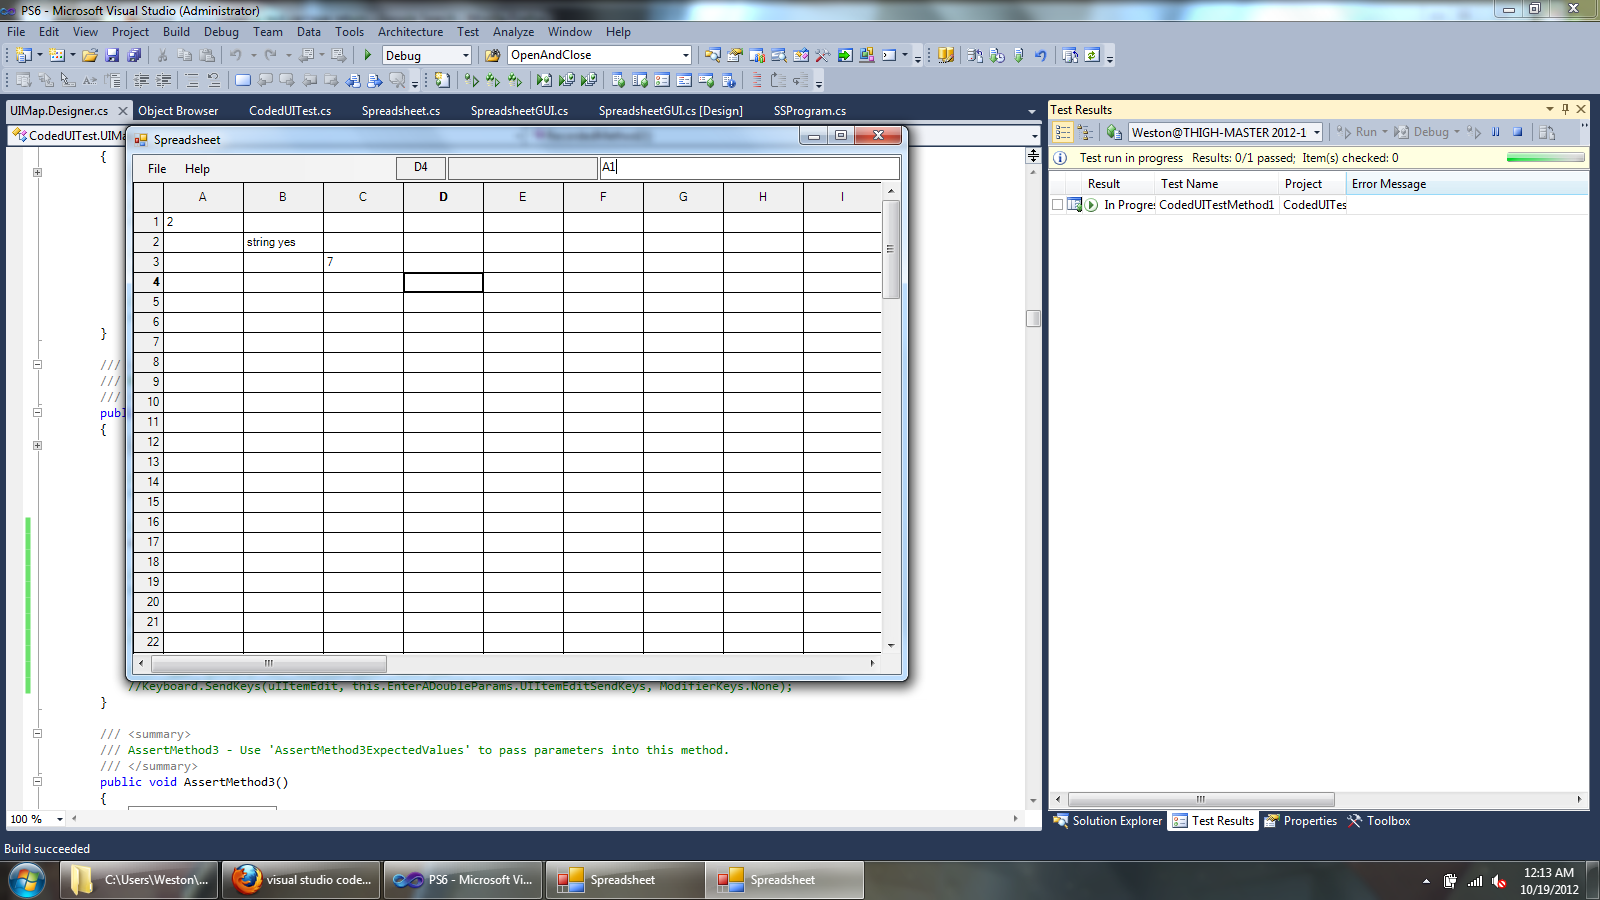 PS6 - Microsoft Visual Studio (Administrator)
File Edit View Project Build Debug Team Data Tools Architecture Test Analyze Window Help
Debug OpenAndClose
UIMap.Designer.cs Object Browser CodedUITest.cs Spreadsheet.cs SpreadsheetGUI.cs SpreadsheetGUI.cs [Design] SSProgram.cs
CodedUITest.UIMa
Spreadsheet
File Help D4 A1
A B C D E F G H I
1 2
2 string yes
3 7
4
5
6
7
8
9
10
11
12
13
14
15
16
17
18
19
20
21
22
{
}
///
///
///
publ
{
//Keyboard.SendKeys(uIItemEdit, this.EnterADoubleParams.UIItemEditSendKeys, ModifierKeys.None);
}
/// <summary>
/// AssertMethod3 - Use 'AssertMethod3ExpectedValues' to pass parameters into this method.
/// </summary>
public void AssertMethod3()
{
100 %
Test Results
Weston@THIGH-MASTER 2012-1 Run Debug
Test run in progress Results: 0/1 passed; Item(s) checked: 0
Result Test Name Project Error Message
In Progres CodedUITestMethod1 CodedUITes
Solution Explorer Test Results Properties Toolbox
Build succeeded
C:\Users\Weston\... visual studio code... PS6 - Microsoft Vi... Spreadsheet Spreadsheet
12:13 AM
10/19/2012